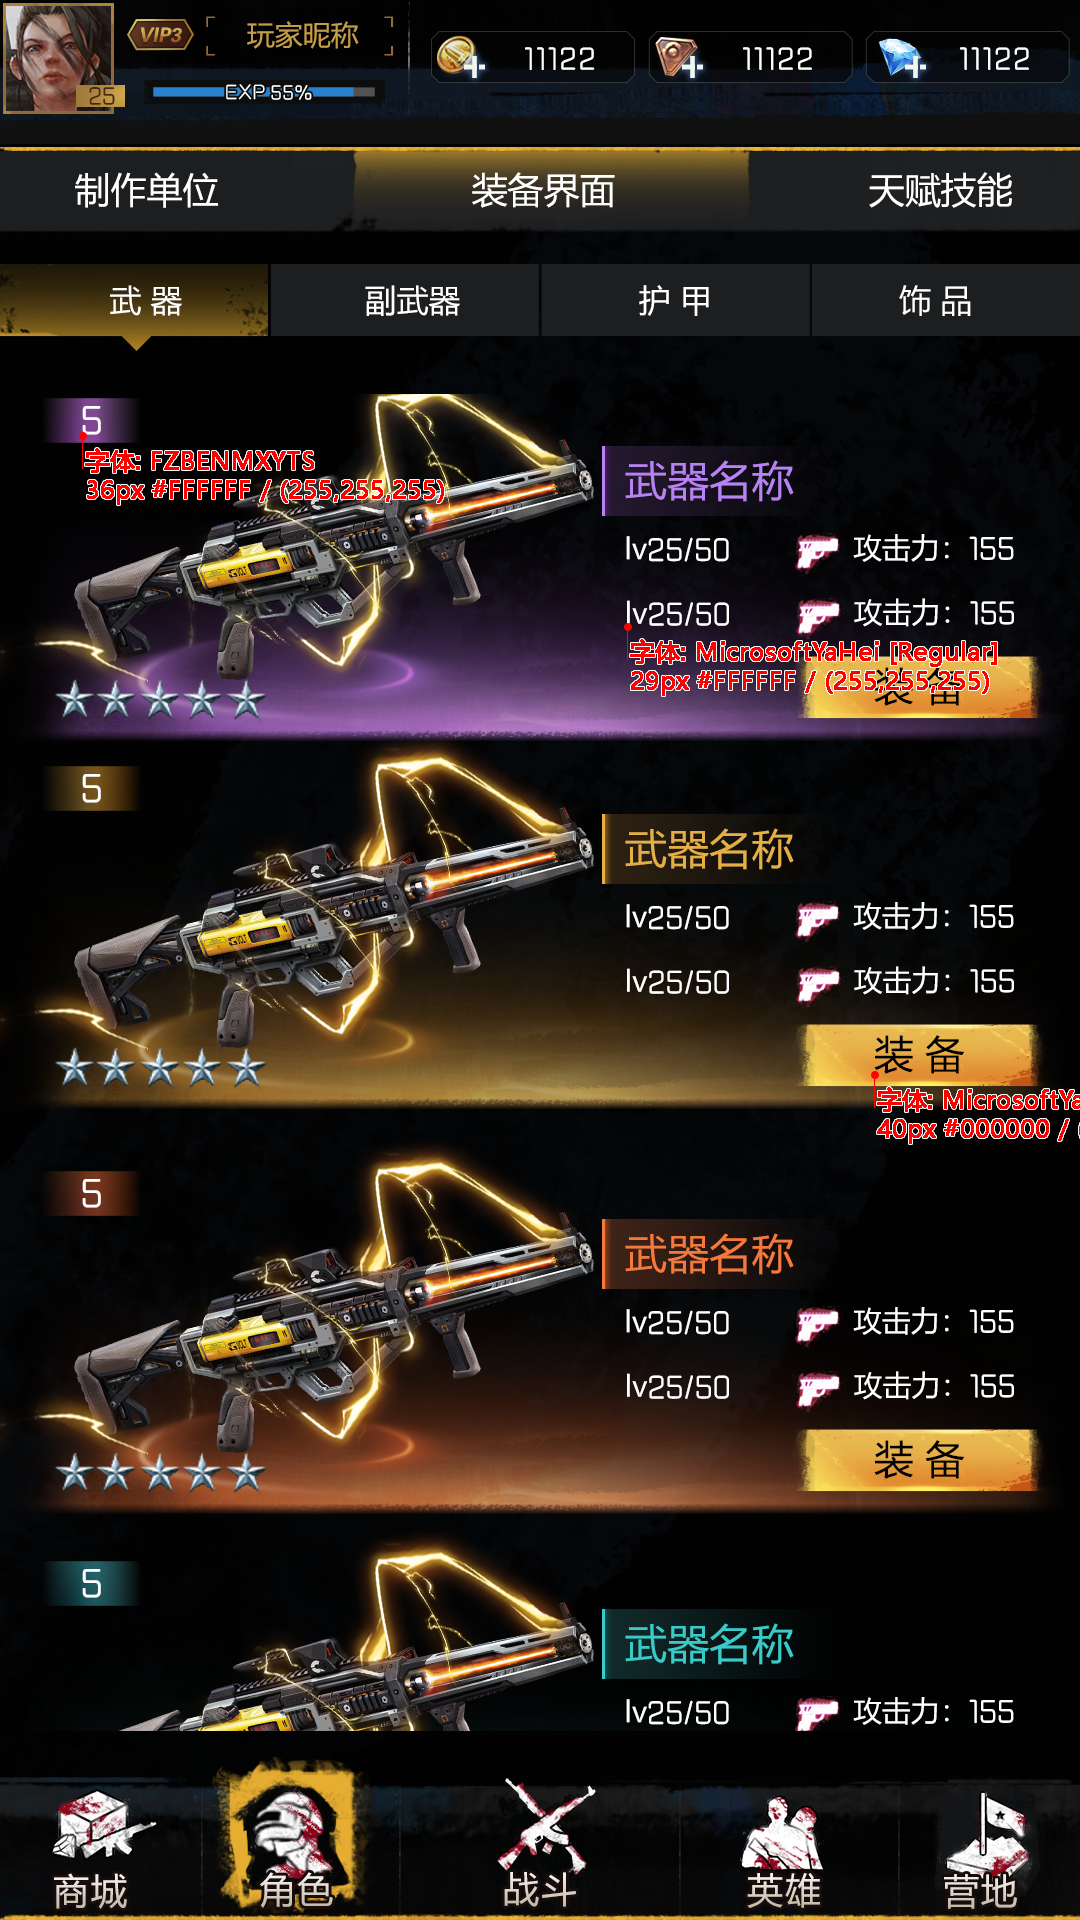 VIP3
玩家昵称
25
EXP 55%
11122
11122
11122
制作单位
装备界面
天赋技能
武 器
副武器
护 甲
饰 品
5
字体: FZBENMXYTS
36px #FFFFFF / (255,255,255)
武器名称
lv25/50
攻击力: 155
lv25/50
攻击力: 155
字体: MicrosoftYaHei [Regular]
29px #FFFFFF / (255,255,255)
装 备
5
武器名称
lv25/50
攻击力: 155
lv25/50
攻击力: 155
装 备
字体: MicrosoftYa
40px #000000 / (
5
武器名称
lv25/50
攻击力: 155
lv25/50
攻击力: 155
装 备
5
武器名称
lv25/50
攻击力: 155
商城
角色
战斗
英雄
营地